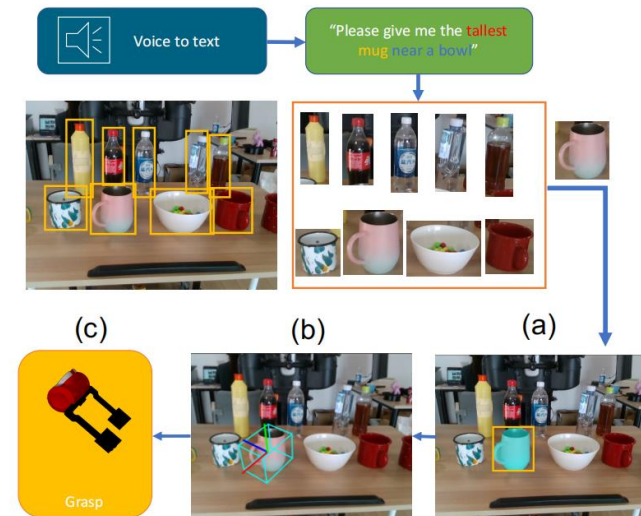 Voice to text
“Please give me the tallest
mug near a bowl”
(c)
(b)
(a)
Grasp